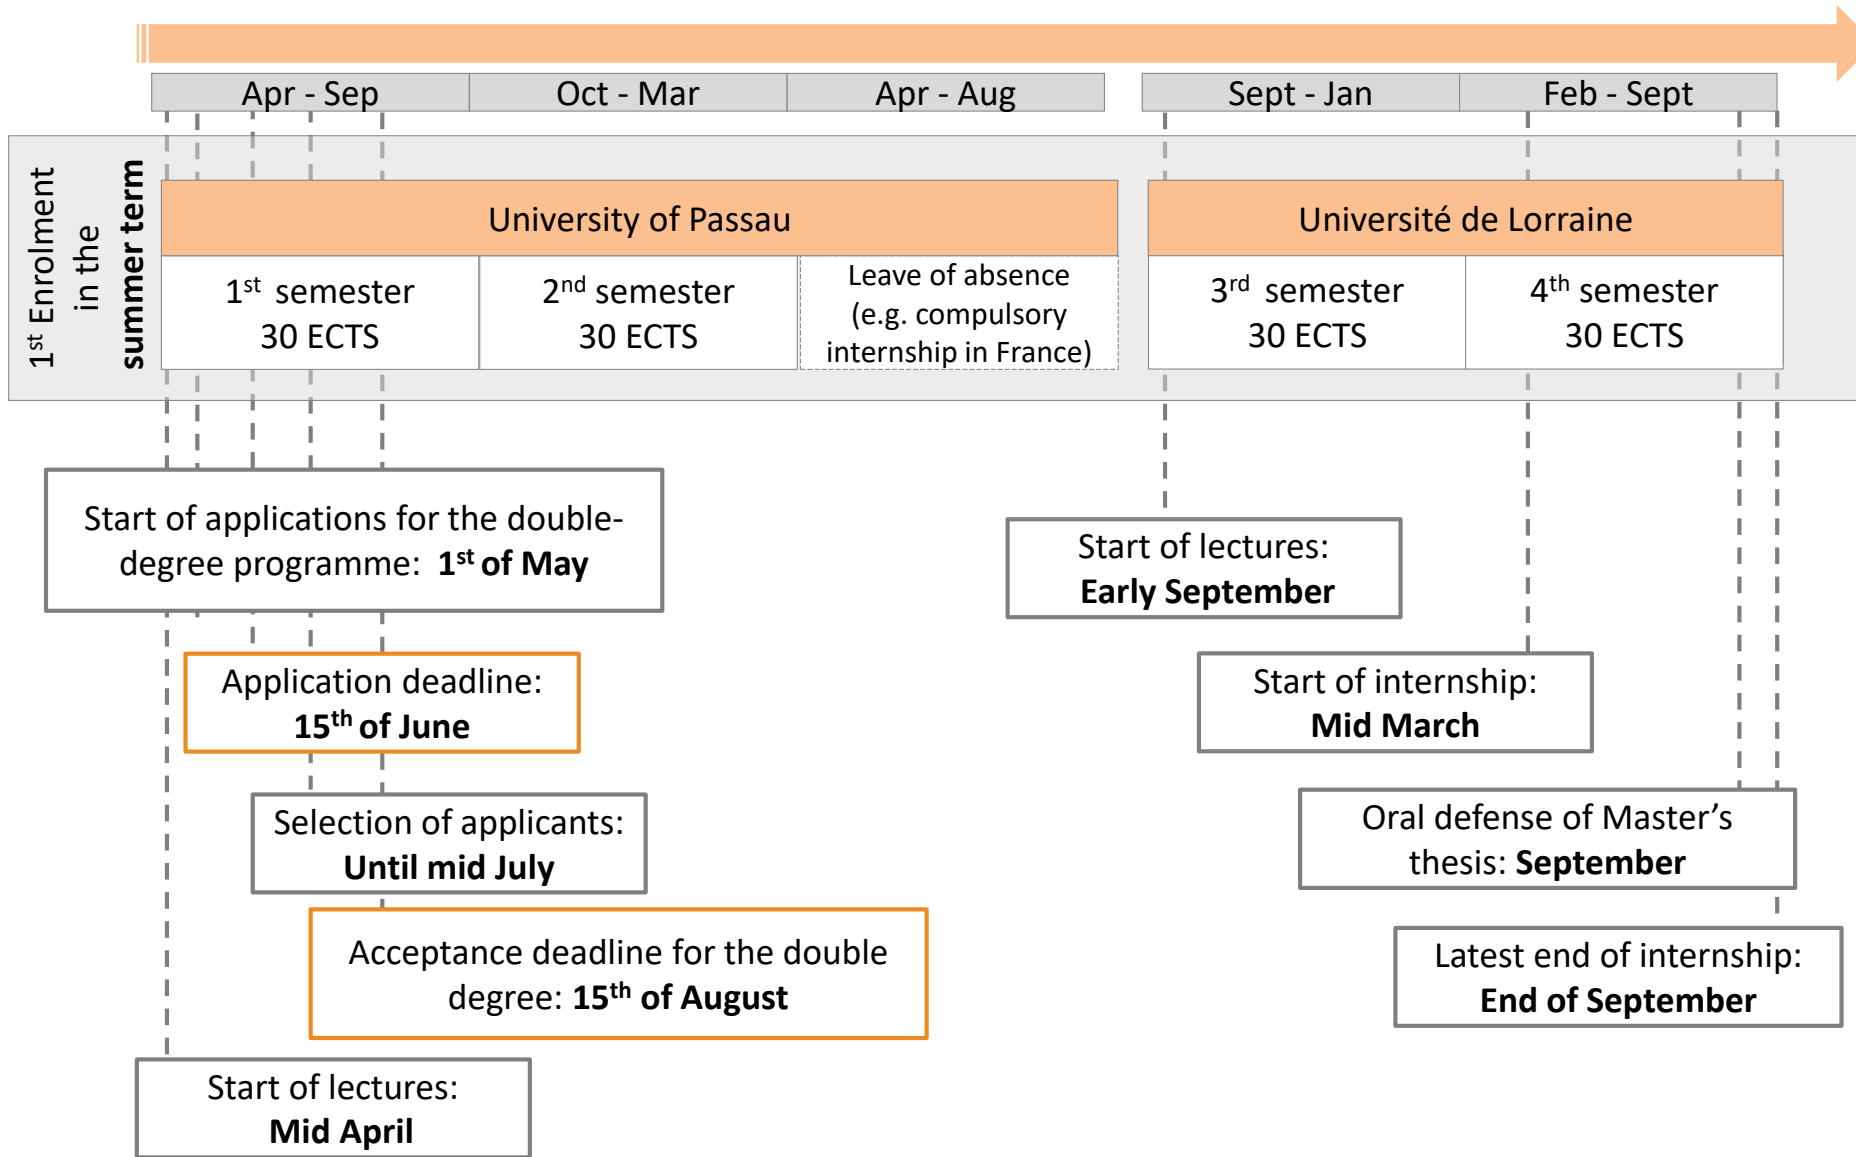 Apr - Sep
Oct - Mar
Apr - Aug
Sept - Jan
Feb - Sept
1st Enrolment
in the
summer term
University of Passau
Université de Lorraine
1st semester
30 ECTS
2nd semester
30 ECTS
Leave of absence
(e.g. compulsory
internship in France)
3rd semester
30 ECTS
4th semester
30 ECTS
Start of applications for the double-
degree programme: 1st of May
Start of lectures:
Early September
Application deadline:
15th of June
Start of internship:
Mid March
Selection of applicants:
Until mid July
Oral defense of Master’s
thesis: September
Acceptance deadline for the double
degree: 15th of August
Latest end of internship:
End of September
Start of lectures:
Mid April